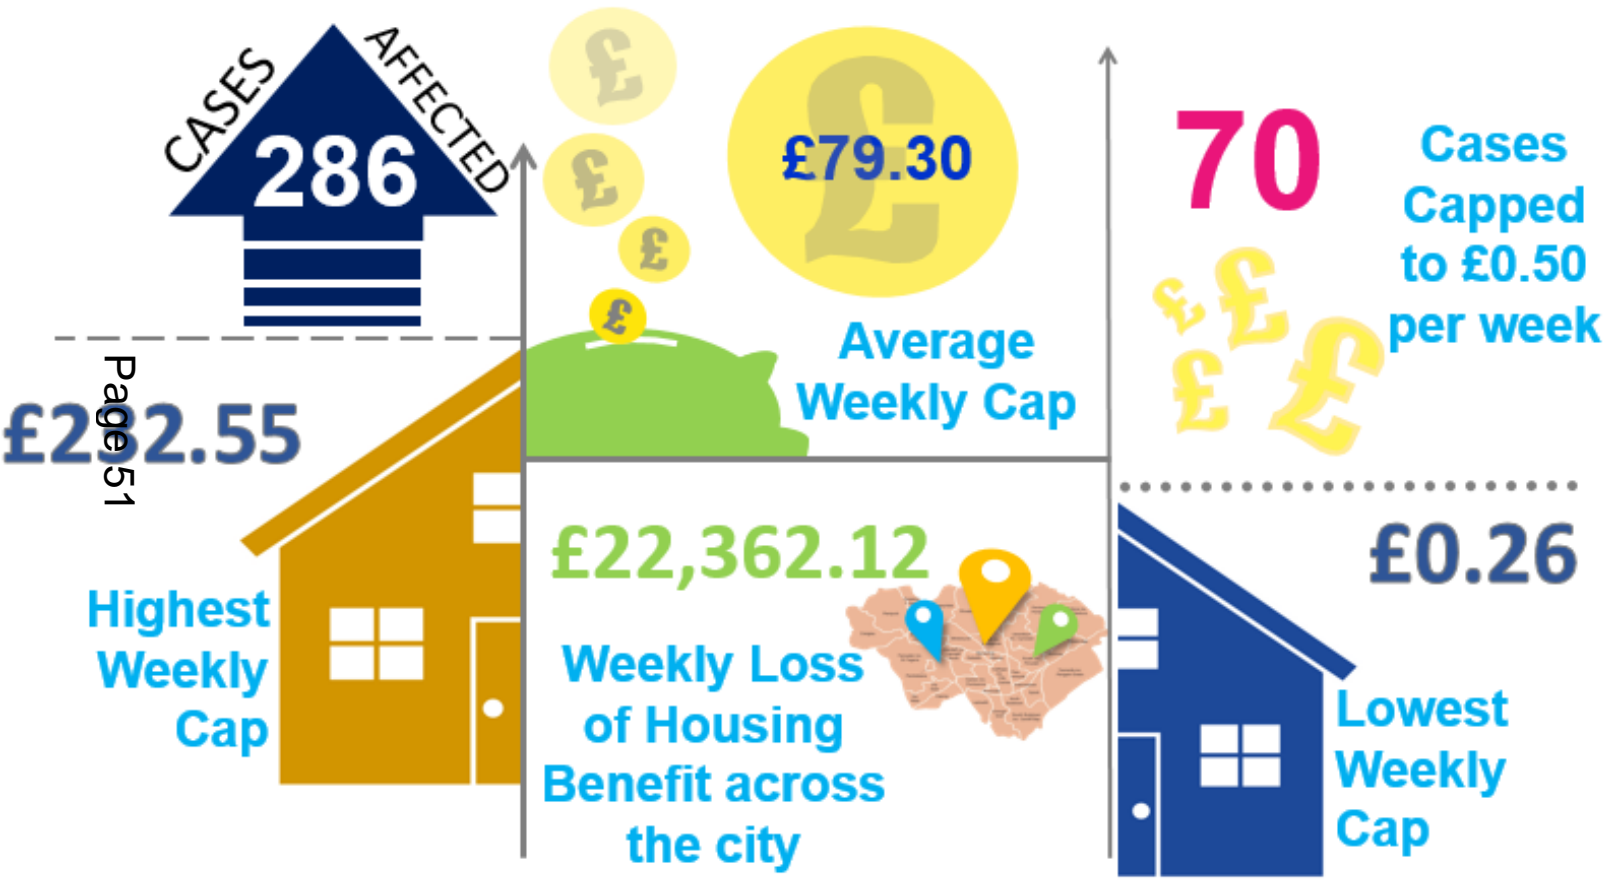 CASES AFFECTED
286
£79.30
Average
Weekly Cap
70
Cases
Capped
to £0.50
per week
Page 51
Highest
Weekly
Cap
£22,362.12
Weekly Loss
of Housing
Benefit across
the city
£0.26
Lowest
Weekly
Cap